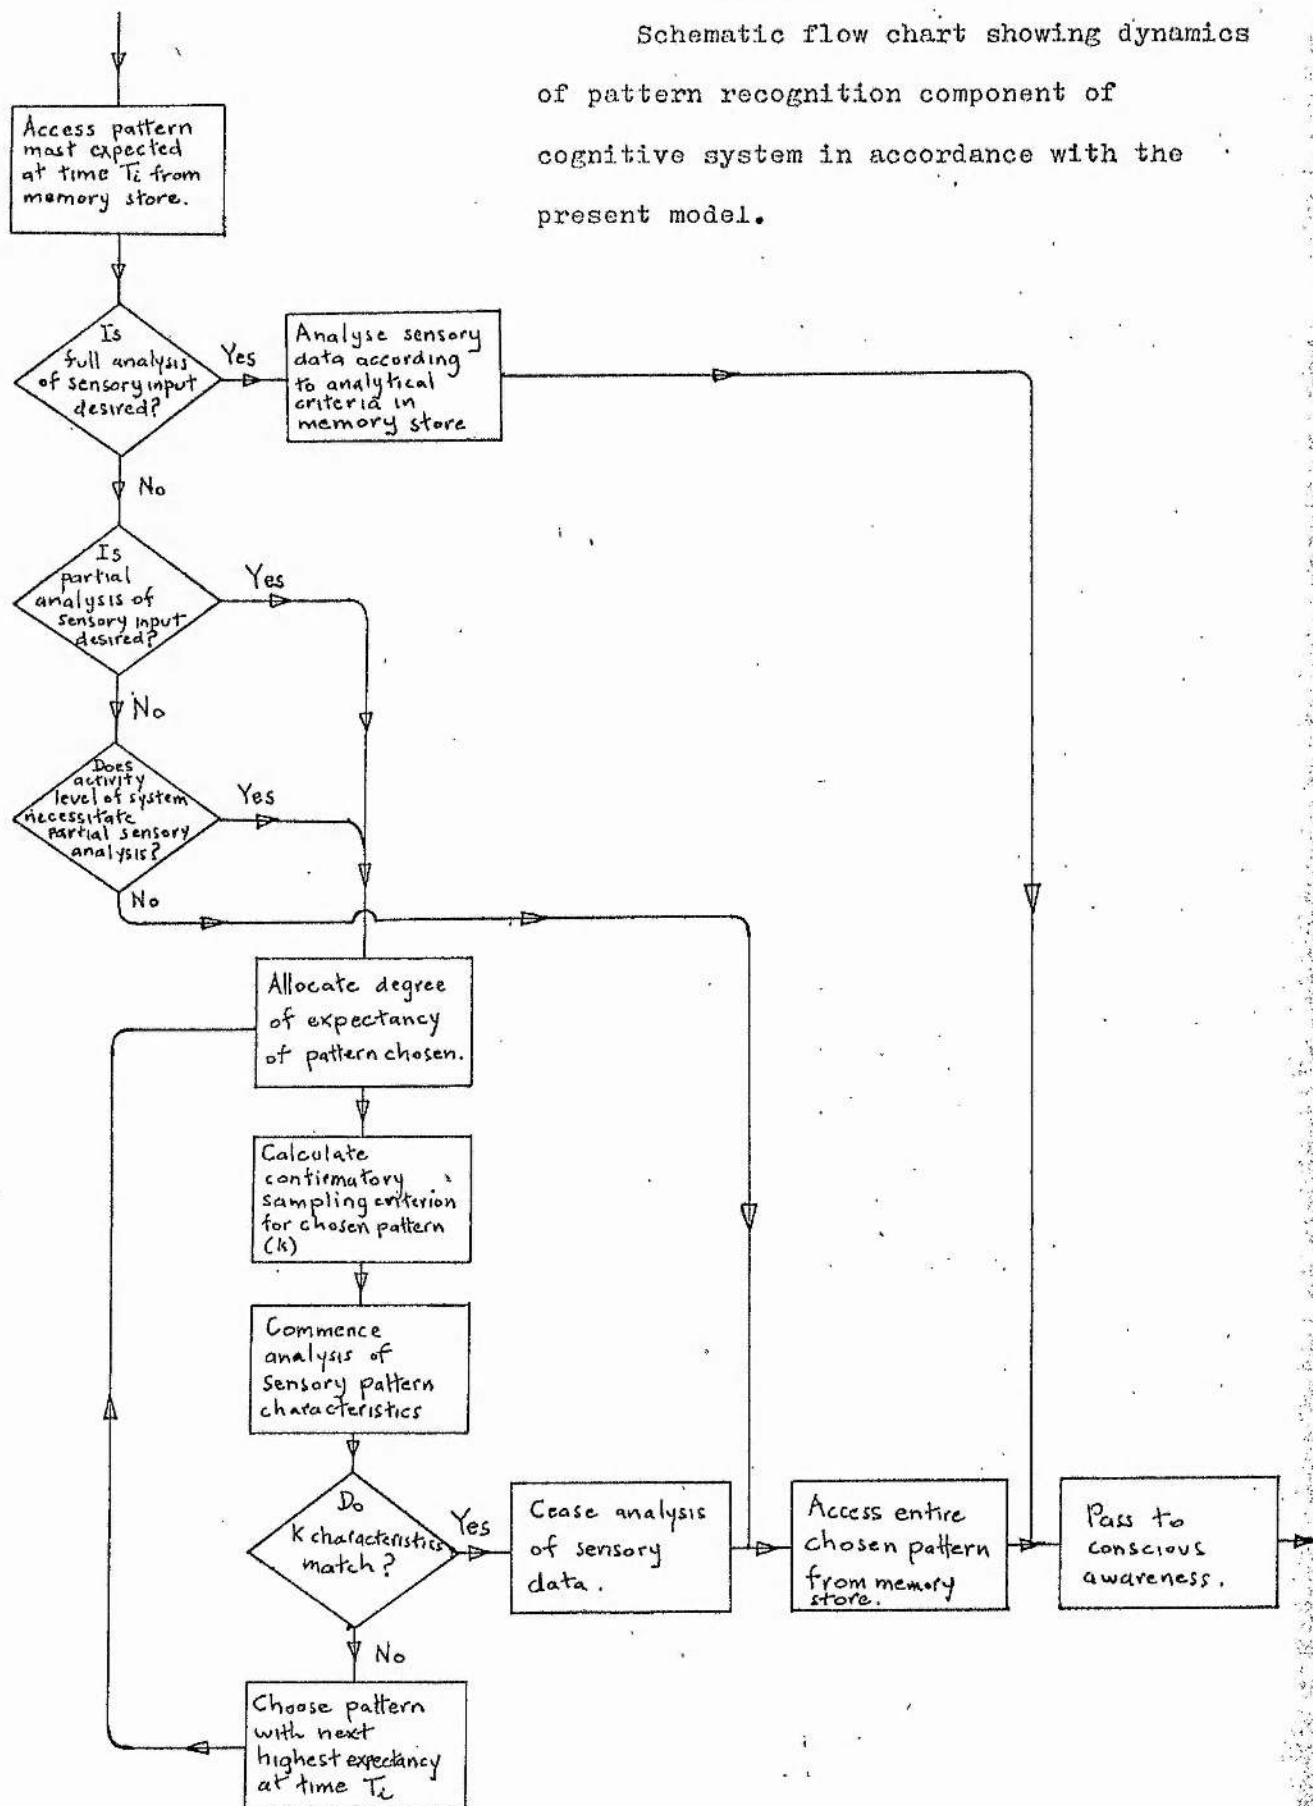 Schematic flow chart showing dynamics
of pattern recognition component of
cognitive system in accordance with the
present model.
Access pattern
most expected
at time Ti from
memory store.
Is
full analysis
of sensory input
desired?
Yes
Analyse sensory
data according
to analytical
criteria in
memory store
No
Is
partial
analysis of
sensory input
desired?
Yes
No
Does
activity
level of system
necessitate
partial sensory
analysis?
Yes
No
Allocate degree
of expectancy
of pattern chosen.
Calculate
confirmatory
sampling criterion
for chosen pattern
(k)
Commence
analysis of
sensory pattern
characteristics
Do
K characteristics
match?
Yes
Cease analysis
of sensory
data.
Access entire
chosen pattern
from memory
store.
Pass to
conscious
awareness.
No
Choose pattern
with next
highest expectancy
at time Ti